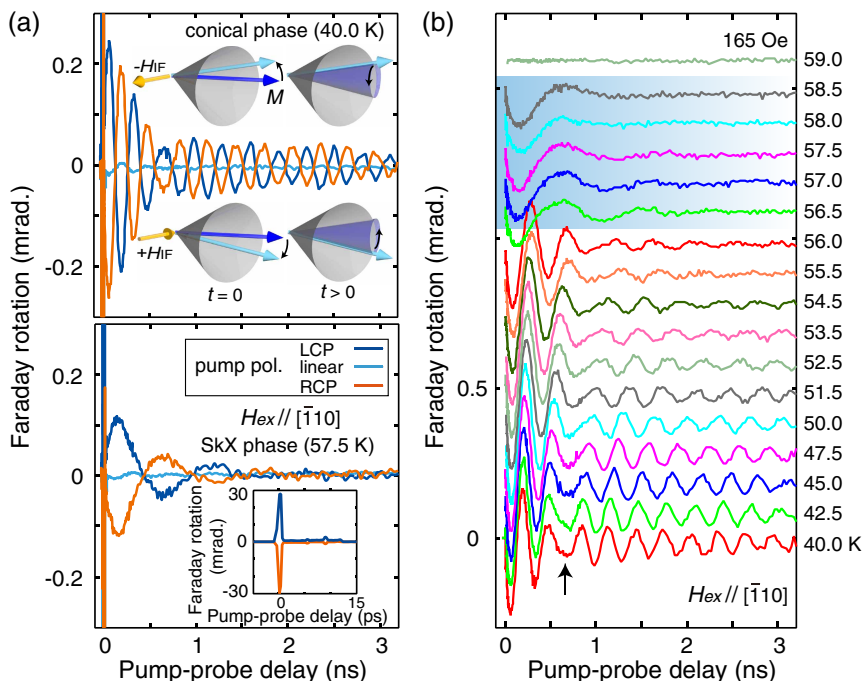 (a)
conical phase (40.0 K)
-HIF
M
+HIF
t = 0
t > 0
0.2
0
-0.2
Faraday rotation (mrad.)
pump pol.
LCP
linear
RCP
Hex // [1̄10]
SkX phase (57.5 K)
0.2
0
-0.2
Faraday rotation
(mrad.)
30
0
-30
0
15
Pump-probe delay (ps)
0
1
2
3
Pump-probe delay (ns)
(b)
165 Oe
59.0
58.5
58.0
57.5
57.0
56.5
56.0
55.5
54.5
53.5
52.5
51.5
50.0
47.5
45.0
42.5
40.0 K
0.5
0
Faraday rotation (mrad.)
Hex // [1̄10]
0
1
2
3
Pump-probe delay (ns)